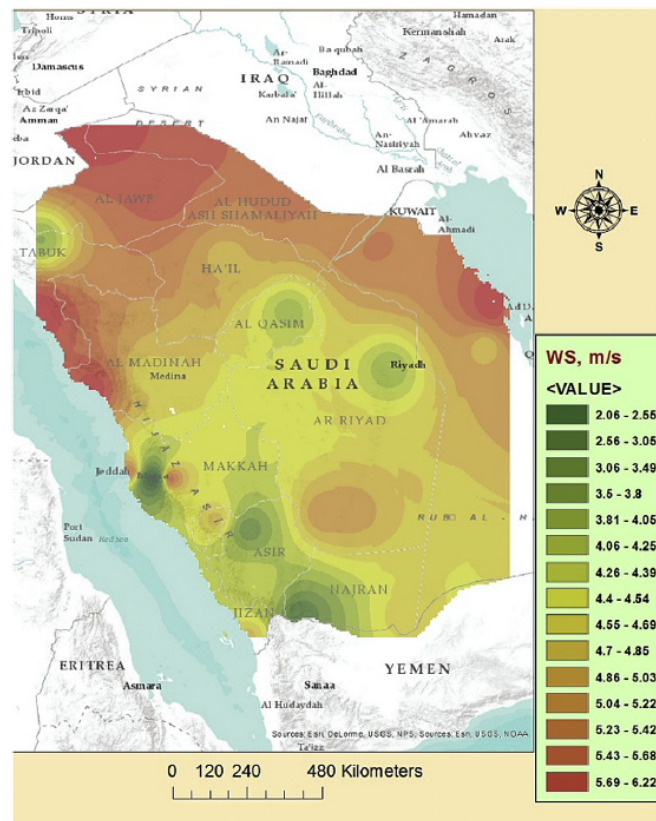 SYRIA
Homs
Tripoli
Damascus
Irbid
Az Zarqa'
Amman
JORDAN
SYRIAN
DESERT
IRAQ
Ar-
Ramadi
Karbala'
Baghdad
Al-
Hillah
An Najaf
Ba qubah
Kermanshah
Hamadan
Arak
ZAGROS
Al 'Amarah
An-
Nasiriyah
Ahvaz
Euphrates
Al Basrah
KUWAIT
Al-
Ahmadi
AL JAWF
AL HUDUD
ASH SHAMALIYAH
TABUK
HA'IL
AL QASIM
AL MADINAH
Medina
SAUDI
ARABIA
Riyadh
AR RIYAD
HIJAZ
ASIR
Jeddah
MAKKAH
Port
Sudan
Red Sea
ASIR
RUB
AL
NAJRAN
JIZAN
ERITREA
Asmara
YEMEN
Sanaa
Al Hudaydah
Ta'izz
Sources: Esri, DeLorme, USGS, NPS; Sources: Esri, USGS, NOAA
N
W
E
S
WS, m/s
<VALUE>
2.06 - 2.55
2.56 - 3.05
3.06 - 3.49
3.5 - 3.8
3.81 - 4.05
4.06 - 4.25
4.26 - 4.39
4.4 - 4.54
4.55 - 4.69
4.7 - 4.85
4.86 - 5.03
5.04 - 5.22
5.23 - 5.42
5.43 - 5.68
5.69 - 6.22
0 120 240 480 Kilometers